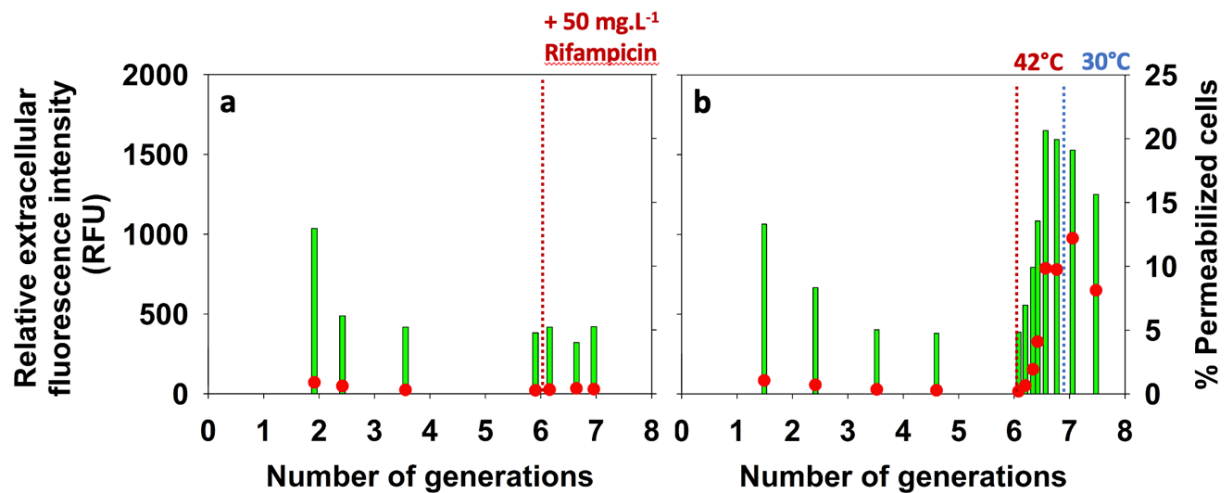 + 50 mg.L-1
Rifampicin
42°C 30°C
2000
1500
1000
500
0
a
b
25
20
15
10
5
0
Relative extracellular
fluorescence intensity
(RFU)
% Permeabilized cells
0 1 2 3 4 5 6 7 8
0 1 2 3 4 5 6 7 8
Number of generations
Number of generations